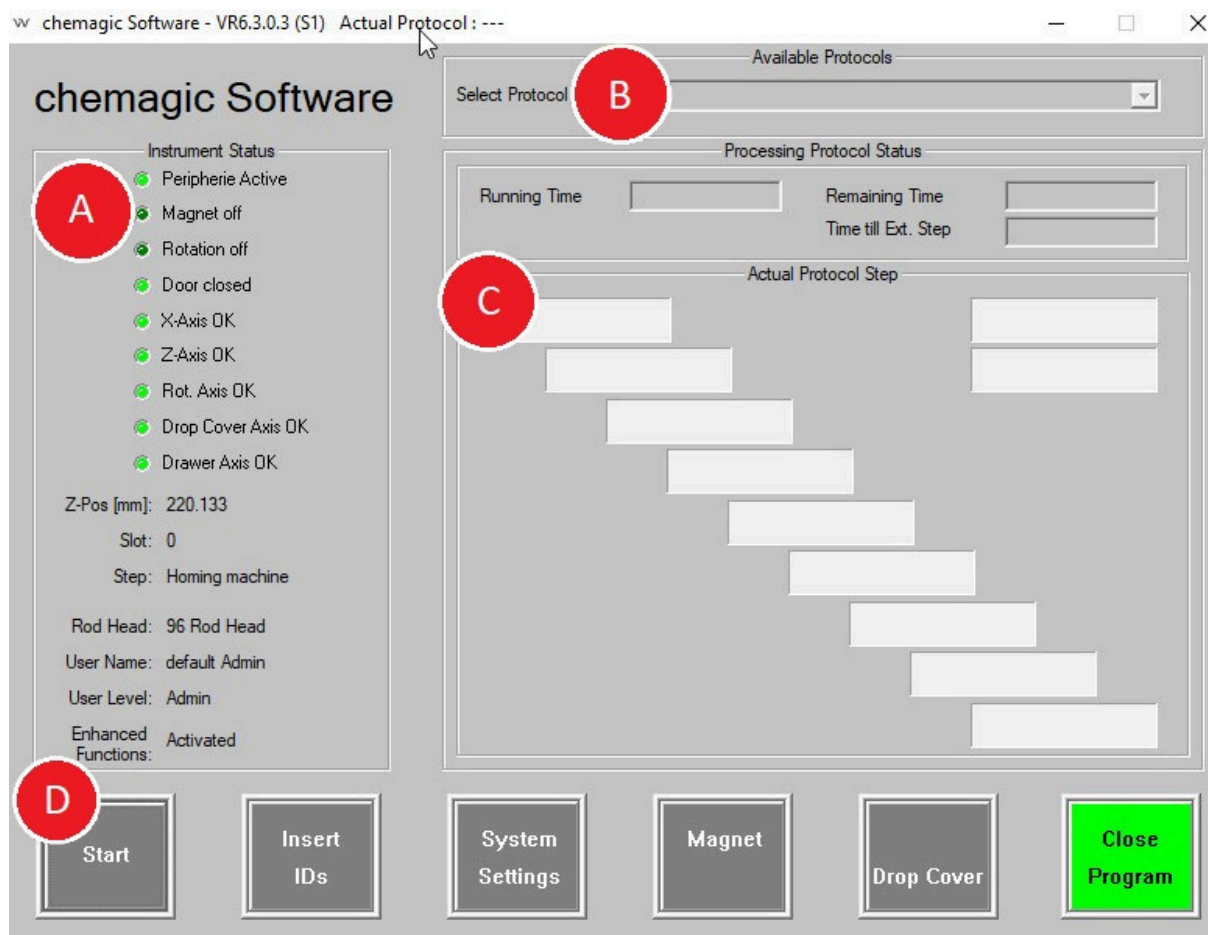 chemagic Software - VR6.3.0.3 (S1) Actual Protocol : ---
chemagic Software
Available Protocols
Select Protocol
B
Instrument Status
A
Peripherie Active
Magnet off
Rotation off
Door closed
X-Axis OK
Z-Axis OK
Rot. Axis OK
Drop Cover Axis OK
Drawer Axis OK
Z-Pos [mm]: 220.133
Slot: 0
Step: Homing machine
Rod Head: 96 Rod Head
User Name: default Admin
User Level: Admin
Enhanced
Functions: Activated
Processing Protocol Status
Running Time
Remaining Time
Time till Ext. Step
Actual Protocol Step
C
D
Start
Insert
IDs
System
Settings
Magnet
Drop Cover
Close
Program